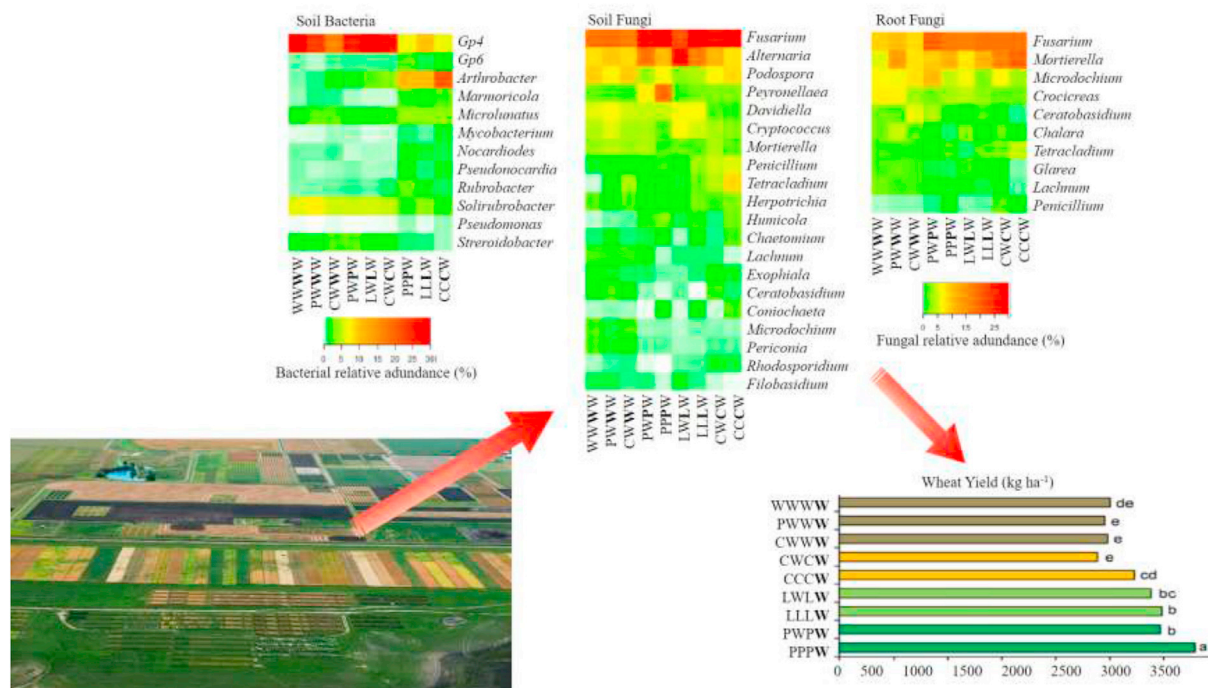 Soil Bacteria
Gp4
Gp6
Arthrobacter
Marmoricola
Microlunatus
Mycobacterium
Nocardiodes
Pseudonocardia
Rubrobacter
Solirubrobacter
Pseudomonas
Streroidobacter
WWWW
PWWW
CWWW
PWPW
LWLW
CWCW
PPPW
LLLW
CCCW
0 5 10 15 20 25 30
Bacterial relative adundance (%)
Soil Fungi
Fusarium
Alternaria
Podospora
Peyronellaea
Davidiella
Cryptococcus
Mortierella
Penicillium
Tetracladium
Herpotrichia
Humicola
Chaetomium
Lachnum
Exophiala
Ceratobasidium
Coniochaeta
Microdochium
Periconia
Rhodosporidium
Filobasidium
WWWW
PWWW
CWWW
PWPW
PPPW
LWLW
LLLW
CWCW
CCCW
Root Fungi
Fusarium
Mortierella
Microdochium
Crocicreas
Ceratobasidium
Chalara
Tetracladium
Glarea
Lachnum
Penicillium
WWWW
PWWW
CWWW
PWPW
PPPW
LWLW
LLLW
CWCW
CCCW
0 5 15 25
Fungal relative adundance (%)
Wheat Yield (kg ha-1)
WWWW de
PWWW e
CWWW e
CWCW e
CCCW cd
LWLW bc
LLLW b
PWPW b
PPPW a
0 500 1000 1500 2000 2500 3000 3500